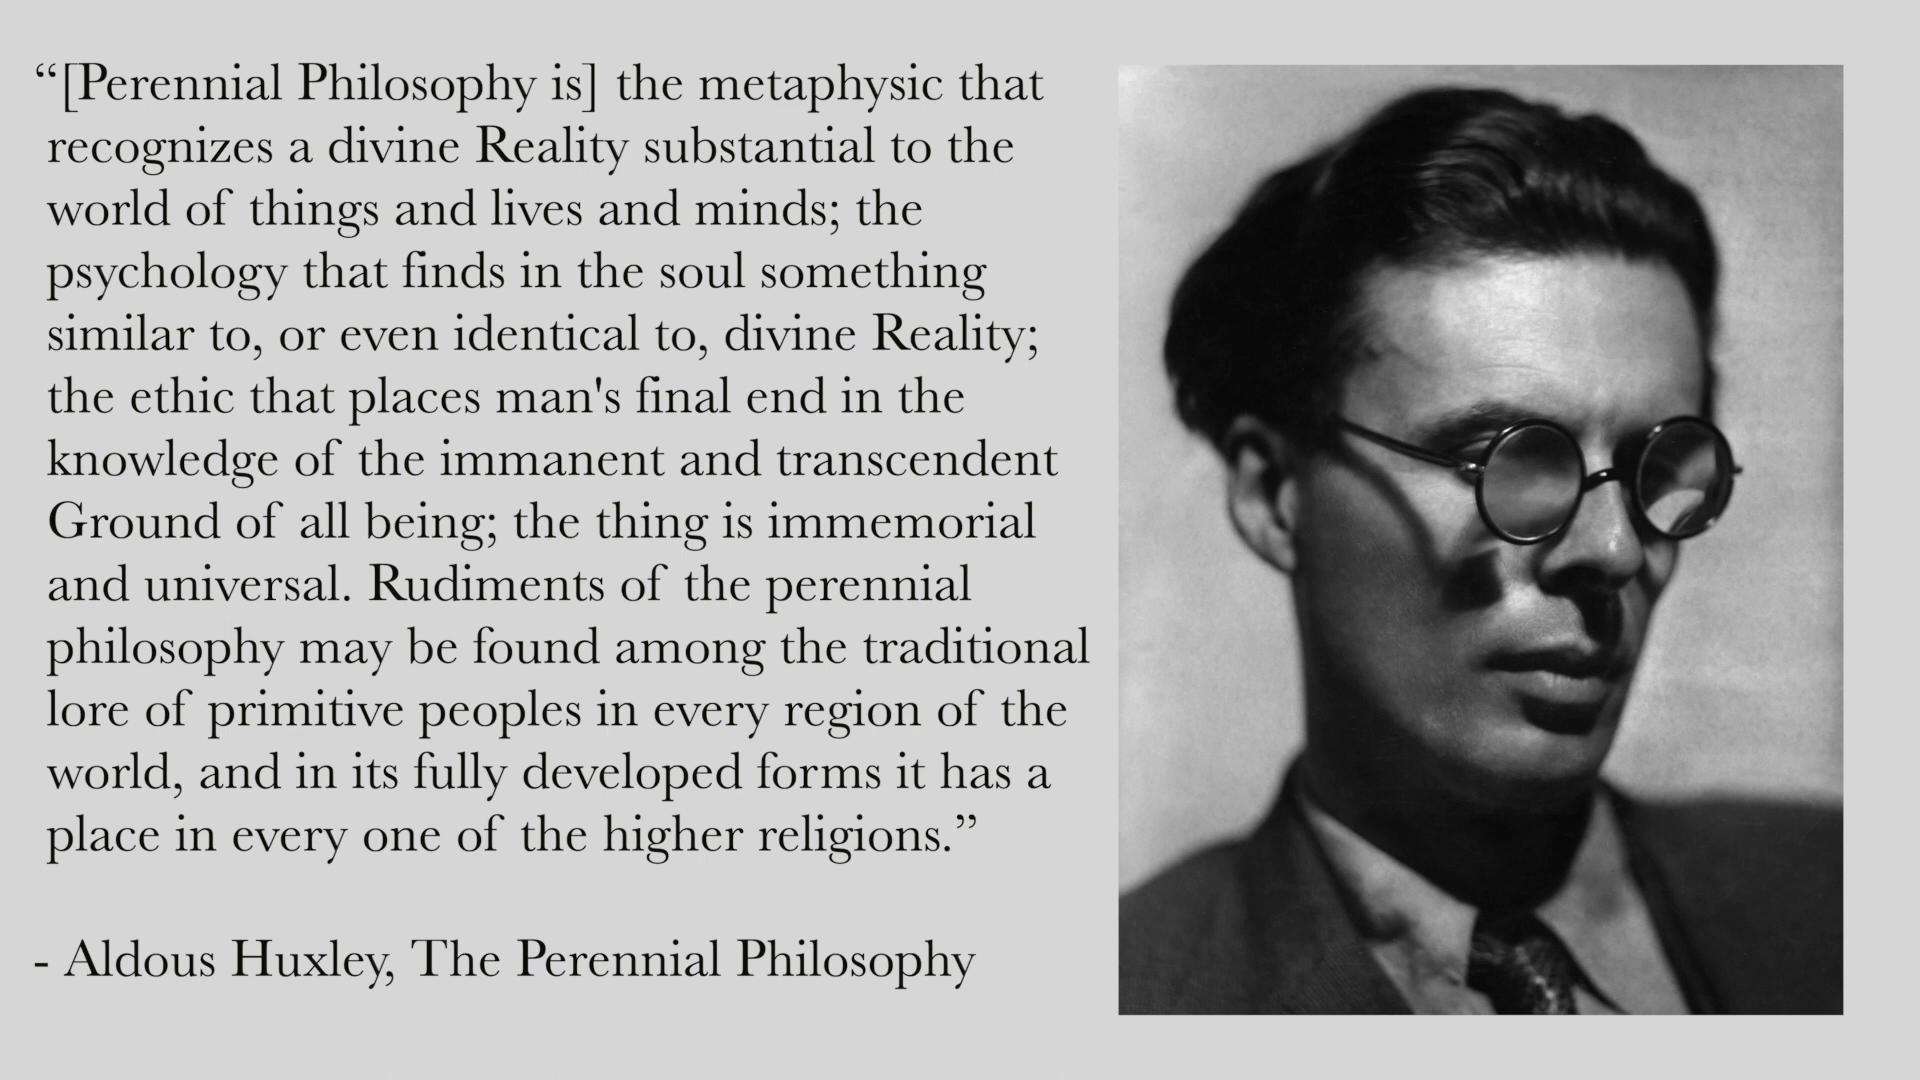 “[Perennial Philosophy is] the metaphysic that
recognizes a divine Reality substantial to the
world of things and lives and minds; the
psychology that finds in the soul something
similar to, or even identical to, divine Reality;
the ethic that places man's final end in the
knowledge of the immanent and transcendent
Ground of all being; the thing is immemorial
and universal. Rudiments of the perennial
philosophy may be found among the traditional
lore of primitive peoples in every region of the
world, and in its fully developed forms it has a
place in every one of the higher religions.”
- Aldous Huxley, The Perennial Philosophy